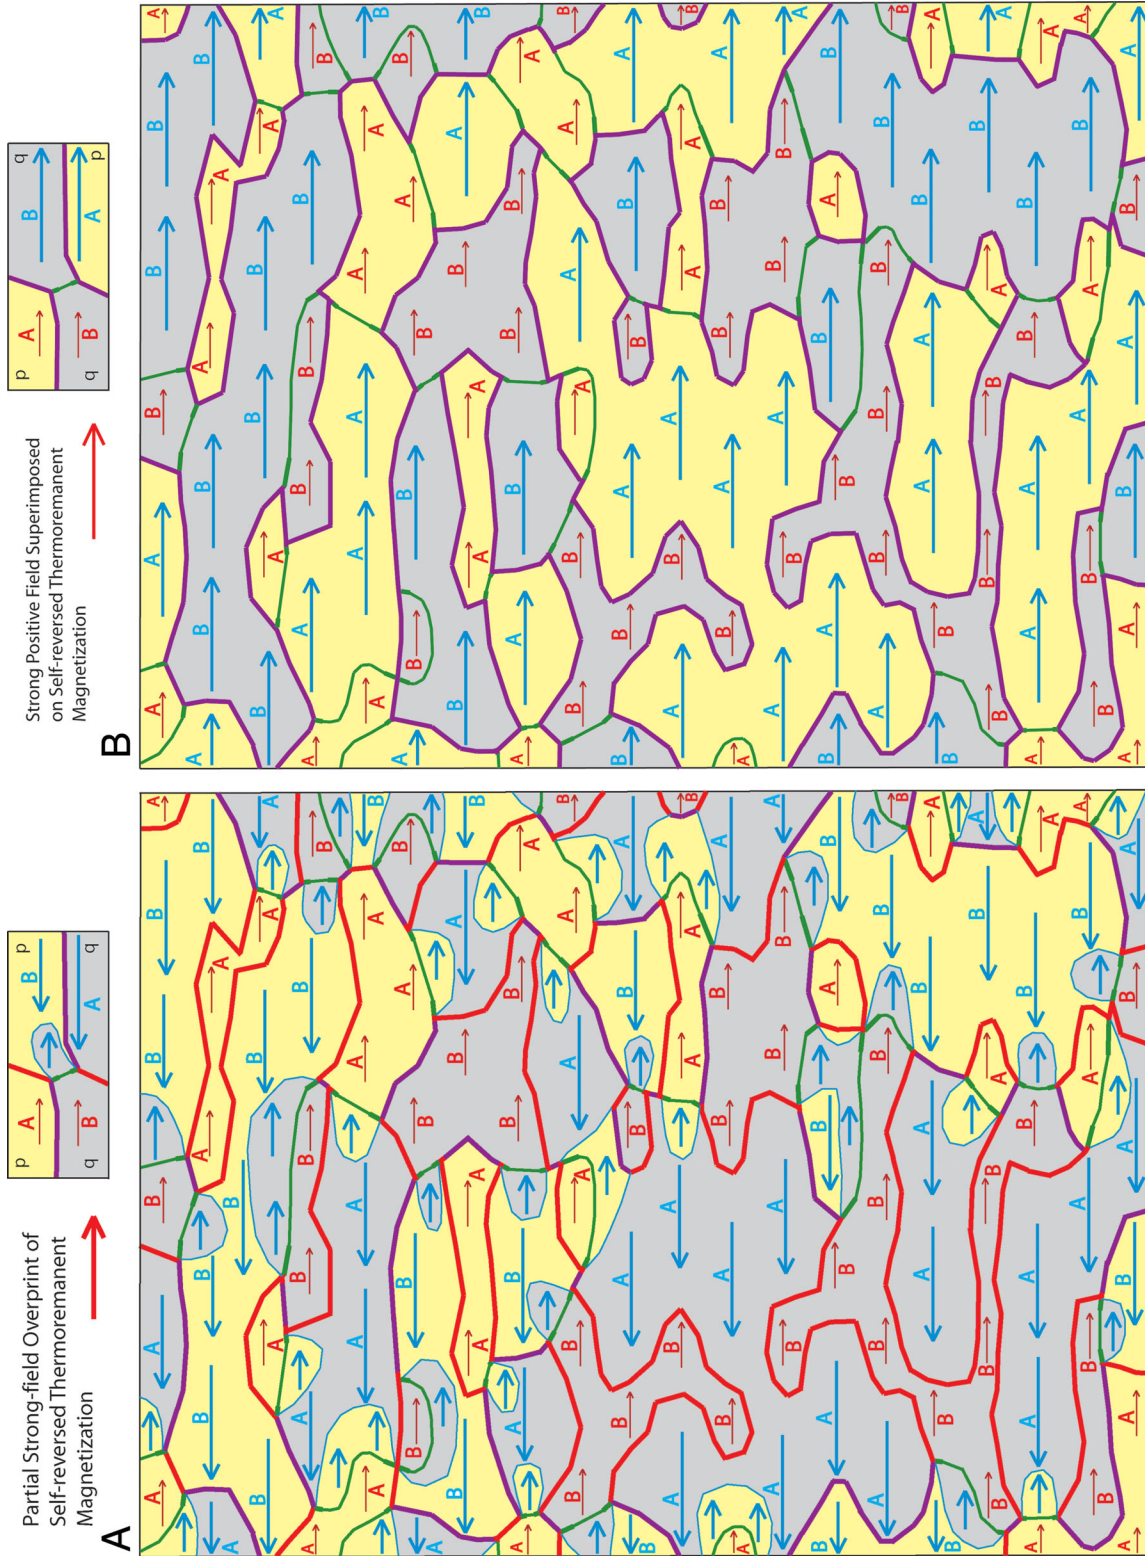 A
Partial Strong-field Overprint of
Self-reversed Thermoremanent
Magnetization
A p B p
B q A q
A A B B B A
A B B A A B
B A B B A A
A A B B B B
A A A A A B
B B A B
B B A B
A A
A B B B
A A
B B A A A B
B A B B A
B A A A B
B A B A
B B B
A B A
B
A B B B B B
B B A A A
B B B A B A
A A A B B A
B
Strong Positive Field Superimposed
on Self-reversed Thermoremanent
Magnetization
A p B q
B q A p
A A B B B A
A B B A A B
B A B B A A
A A B B B B
A A A A A B
B B A B
B B A B
A A
A B B B
A A
B B A A A B
B A B B A
B A A A B
B A B A
B B B
A B A
B
A B B B B B
B B A A A
B B B A B A
A A A B B A